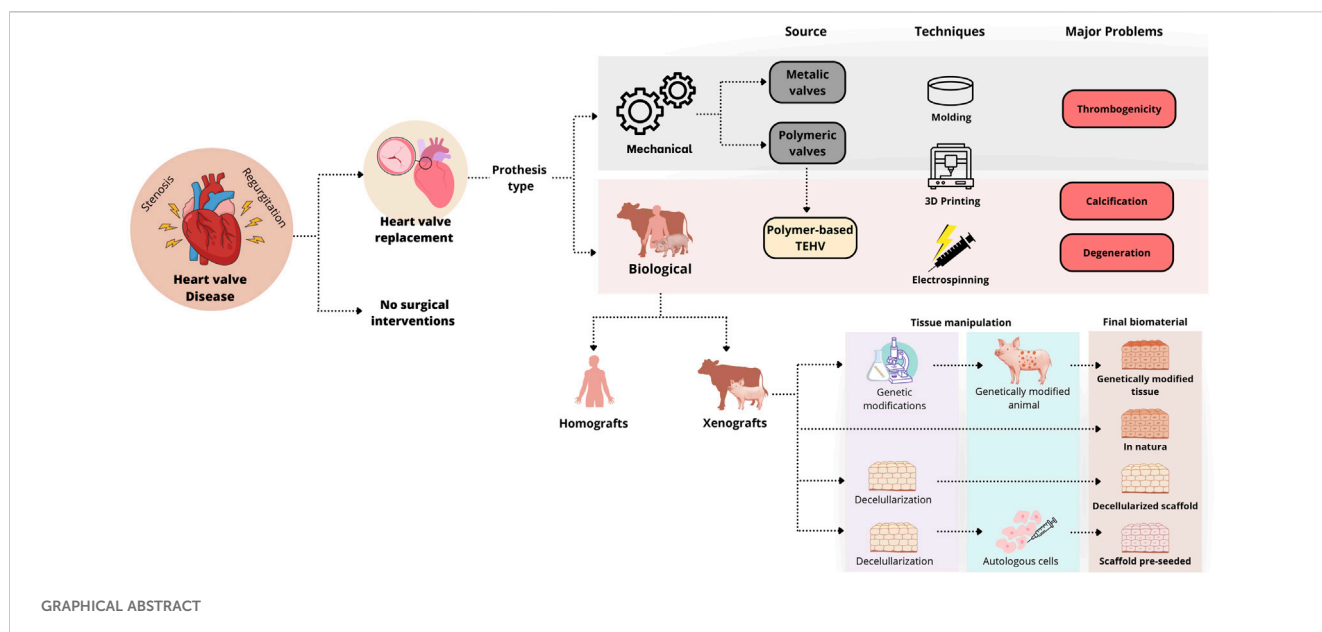 Source
Techniques
Major Problems
Metalic
valves
Polymeric
valves
Mechanical
Molding
Thrombogenicity
Stenosis
Regurgitation
Heart valve
Disease
Heart valve
replacement
No surgical
interventions
Prothesis
type
Biological
Polymer-based
TEHV
3D Printing
Electrospinning
Calcification
Degeneration
Homografts
Xenografts
Tissue manipulation
Final biomaterial
Genetic
modifications
Genetically modified
animal
Genetically modified
tissue
In natura
Decelullarization
Decellularized scaffold
Decelullarization
Autologous cells
Scaffold pre-seeded
GRAPHICAL ABSTRACT